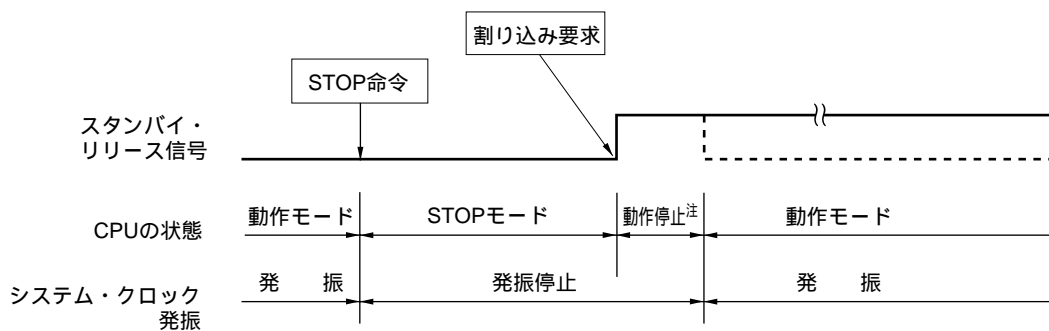 割り込み要求
STOP命令
スタンバイ・
リリース信号
CPUの状態
動作モード
STOPモード
動作停止注
動作モード
システム・クロック
発振
発　振
発振停止
発　振